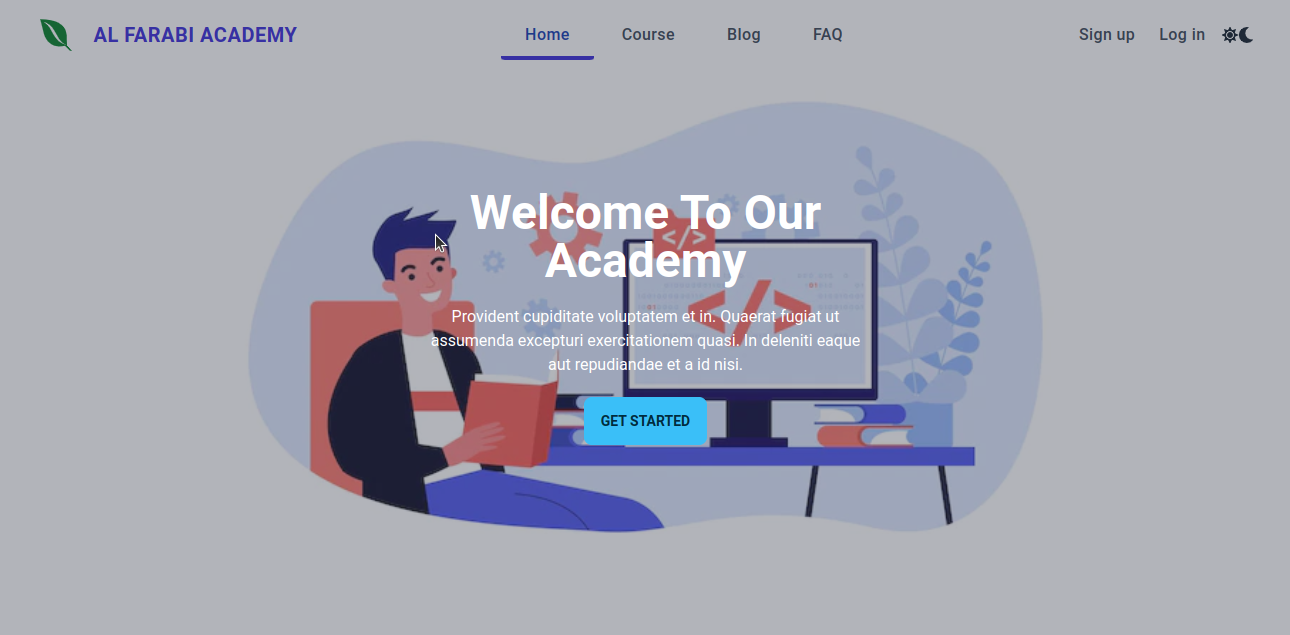 AL FARABI ACADEMY
Home
Course
Blog
FAQ
Sign up
Log in
Welcome To Our
Academy
</>
</>
Provident cupiditate voluptatem et in. Quaerat fugiat ut
assumenda excepturi exercitationem quasi. In deleniti eaque
aut repudiandae et a id nisi.
GET STARTED